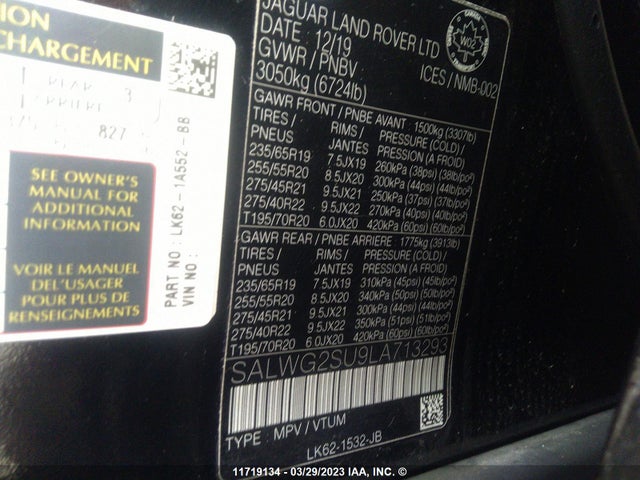 ION
CHARGEMENT
REAR 3
827
SEE OWNER'S
MANUAL FOR
ADDITIONAL
INFORMATION
VOIR LE MANUEL
DEL'USAGER
POUR PLUS DE
RENSEIGNEMENTS
PART NO : LK62 - 1A552 - BB
VIN NO :
JAGUAR LAND ROVER LTD
DATE 12/19
GVWR / PNBV
3050kg (6724lb)
CANADA
W02
ICES / NMB-002
GAWR FRONT / PNBE AVANT 1500kg (3307lb)
TIRES / RIMS / PRESSURE (COLD) /
PNEUS JANTES PRESSION (A FROID)
235/65R19 7.5JX19 260kPa (38psi) (38lb/po²)
255/55R20 8.5JX20 300kPa (44psi) (44lb/po²)
275/45R21 9.5JX21 250kPa (37psi) (37lb/po²)
275/40R22 9.5JX22 270kPa (40psi) (40lb/po²)
T195/70R20 6.0JX20 420kPa (60psi) (60lb/po²)
GAWR REAR / PNBE ARRIERE 1775kg (3913lb)
TIRES / RIMS / PRESSURE (COLD) /
PNEUS JANTES PRESSION (A FROID)
235/65R19 7.5JX19 310kPa (45psi) (45lb/po²)
255/55R20 8.5JX20 340kPa (50psi) (50lb/po²)
275/45R21 9.5JX21 300kPa (44psi) (44lb/po²)
275/40R22 9.5JX22 350kPa (51psi) (51lb/po²)
T195/70R20 6.0JX20 420kPa (60psi) (60lb/po²)
SALWG2SU9LA713293
TYPE : MPV / VTUM
LK62-1532-JB
11719134 - 03/29/2023 IAA, INC. ©